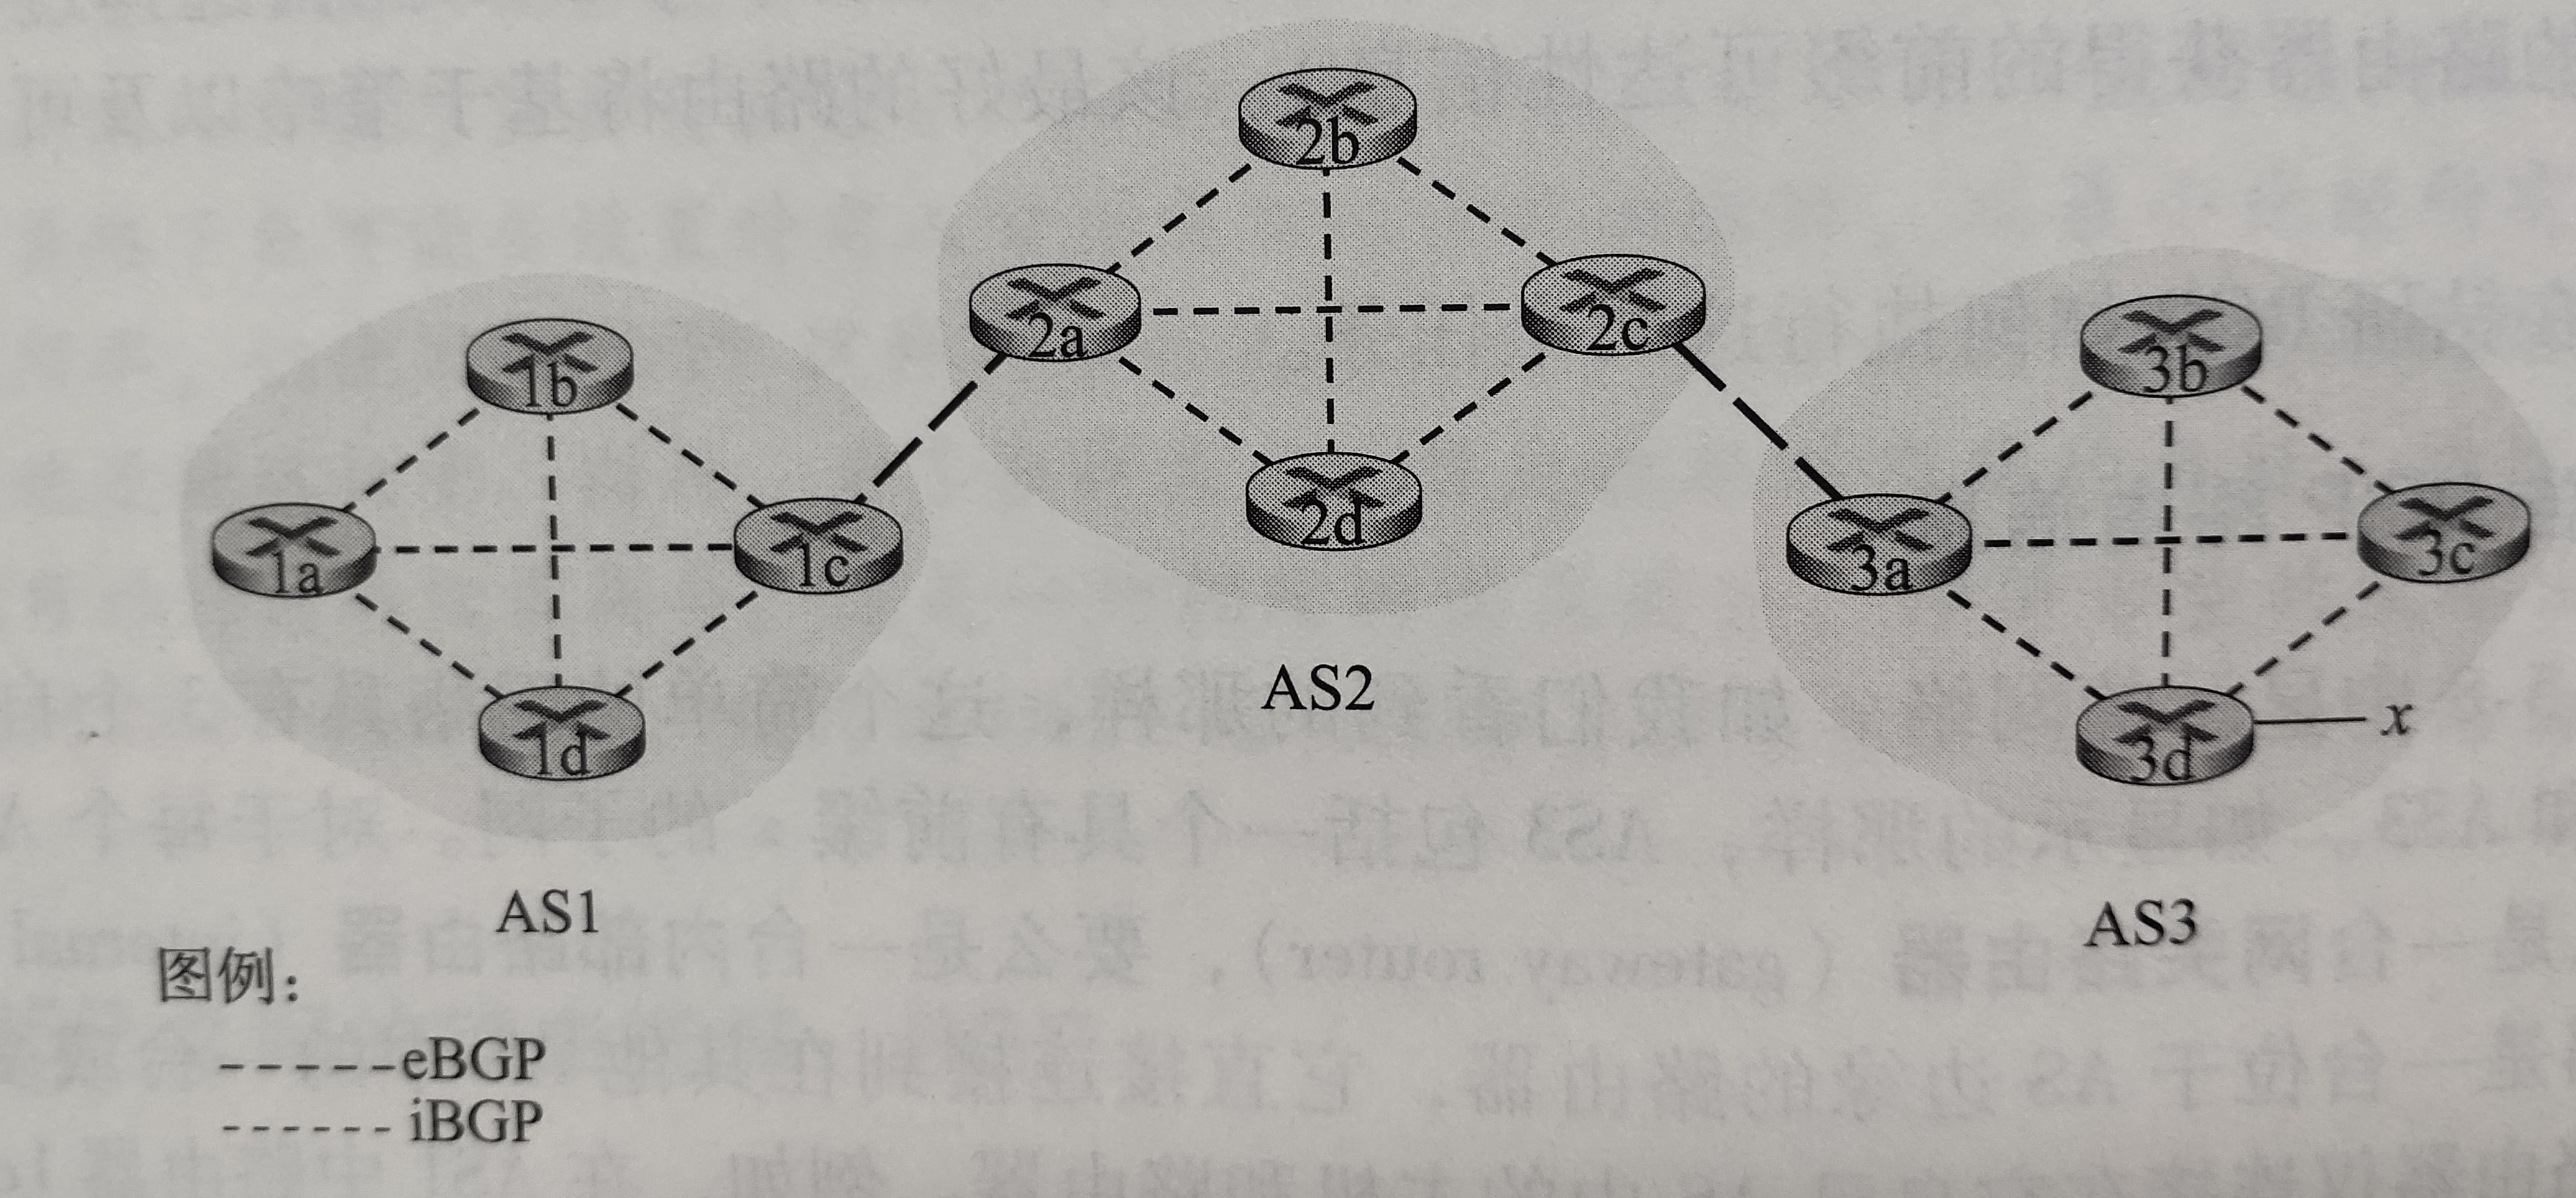 2b
2a
2c
1b
3b
1a
1c
2d
3a
3c
1d
AS2
3d
x
AS1
AS3
图例：
-----eBGP
------ iBGP